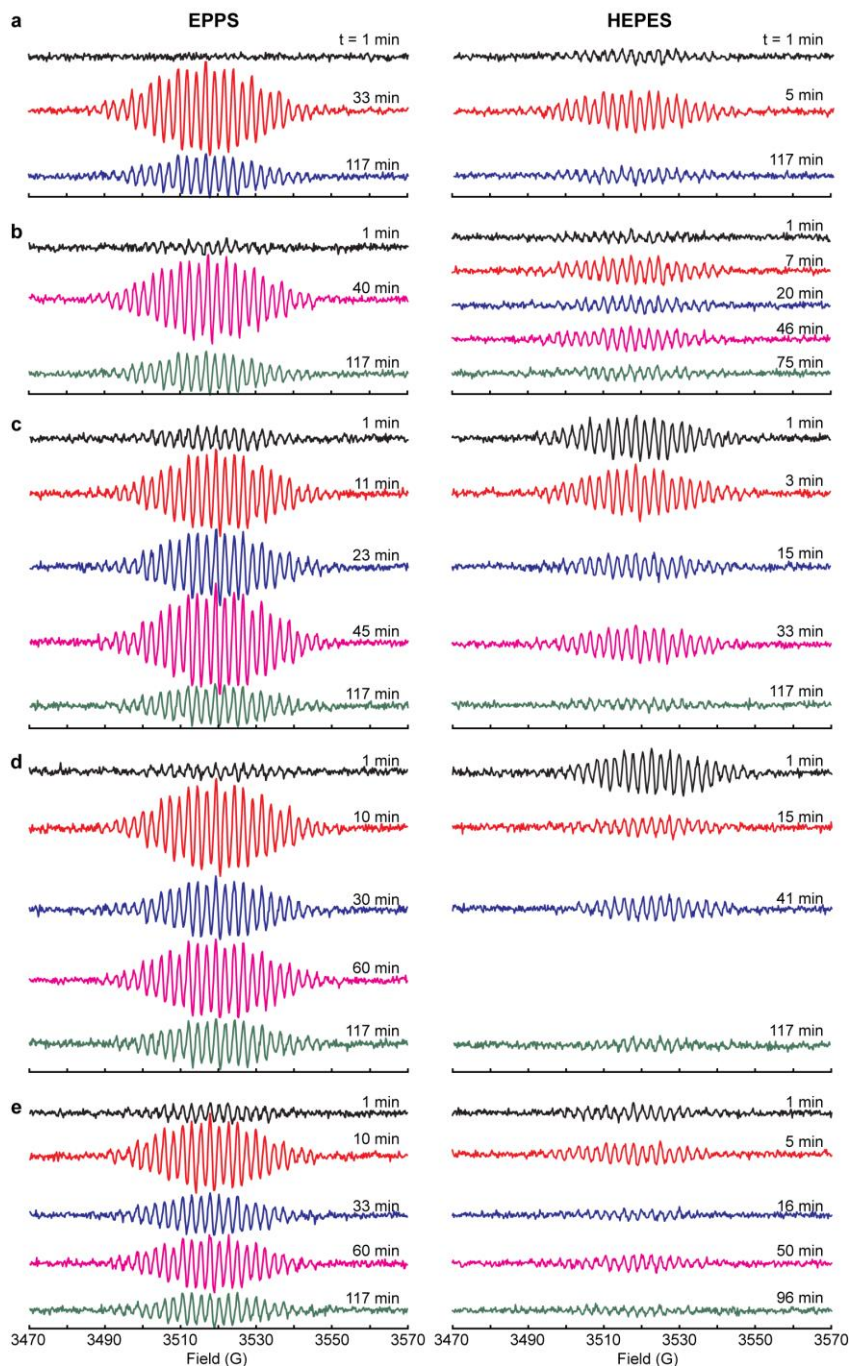 a EPPS HEPES
t = 1 min t = 1 min
33 min 5 min
117 min 117 min
b 1 min 1 min
40 min 7 min
20 min
46 min
117 min 75 min
c 1 min 1 min
11 min 3 min
23 min 15 min
45 min 33 min
117 min 117 min
d 1 min 1 min
10 min 15 min
30 min 41 min
60 min
117 min 117 min
e 1 min 1 min
10 min 5 min
33 min 16 min
60 min 50 min
117 min 96 min
3470 3490 3510 3530 3550 3570 3470 3490 3510 3530 3550 3570
Field (G) Field (G)